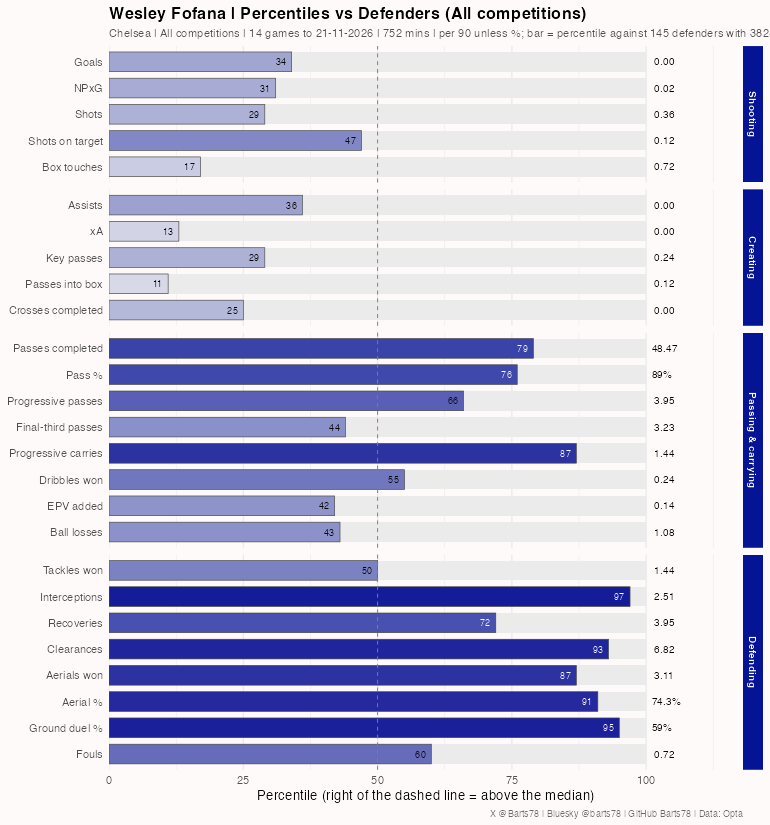 Wesley Fofana | Percentiles vs Defenders (All competitions)
Chelsea | All competitions | 14 games to 21-11-2026 | 752 mins | per 90 unless %; bar = percentile against 145 defenders with 382
Goals 34 0.00
NPxG 31 0.02
Shots 29 0.36
Shots on target 47 0.12
Box touches 17 0.72
Shooting
Assists 36 0.00
xA 13 0.00
Key passes 29 0.24
Passes into box 11 0.12
Crosses completed 25 0.00
Creating
Passes completed 79 48.47
Pass % 76 89%
Progressive passes 66 3.95
Final-third passes 44 3.23
Progressive carries 87 1.44
Dribbles won 55 0.24
EPV added 42 0.14
Ball losses 43 1.08
Passing & carrying
Tackles won 50 1.44
Interceptions 97 2.51
Recoveries 72 3.95
Clearances 93 6.82
Aerials won 87 3.11
Aerial % 91 74.3%
Ground duel % 95 59%
Fouls 60 0.72
Defending
0 25 50 75 100
Percentile (right of the dashed line = above the median)
X @Barts78 | Bluesky @barts78 | GitHub Barts78 | Data: Opta